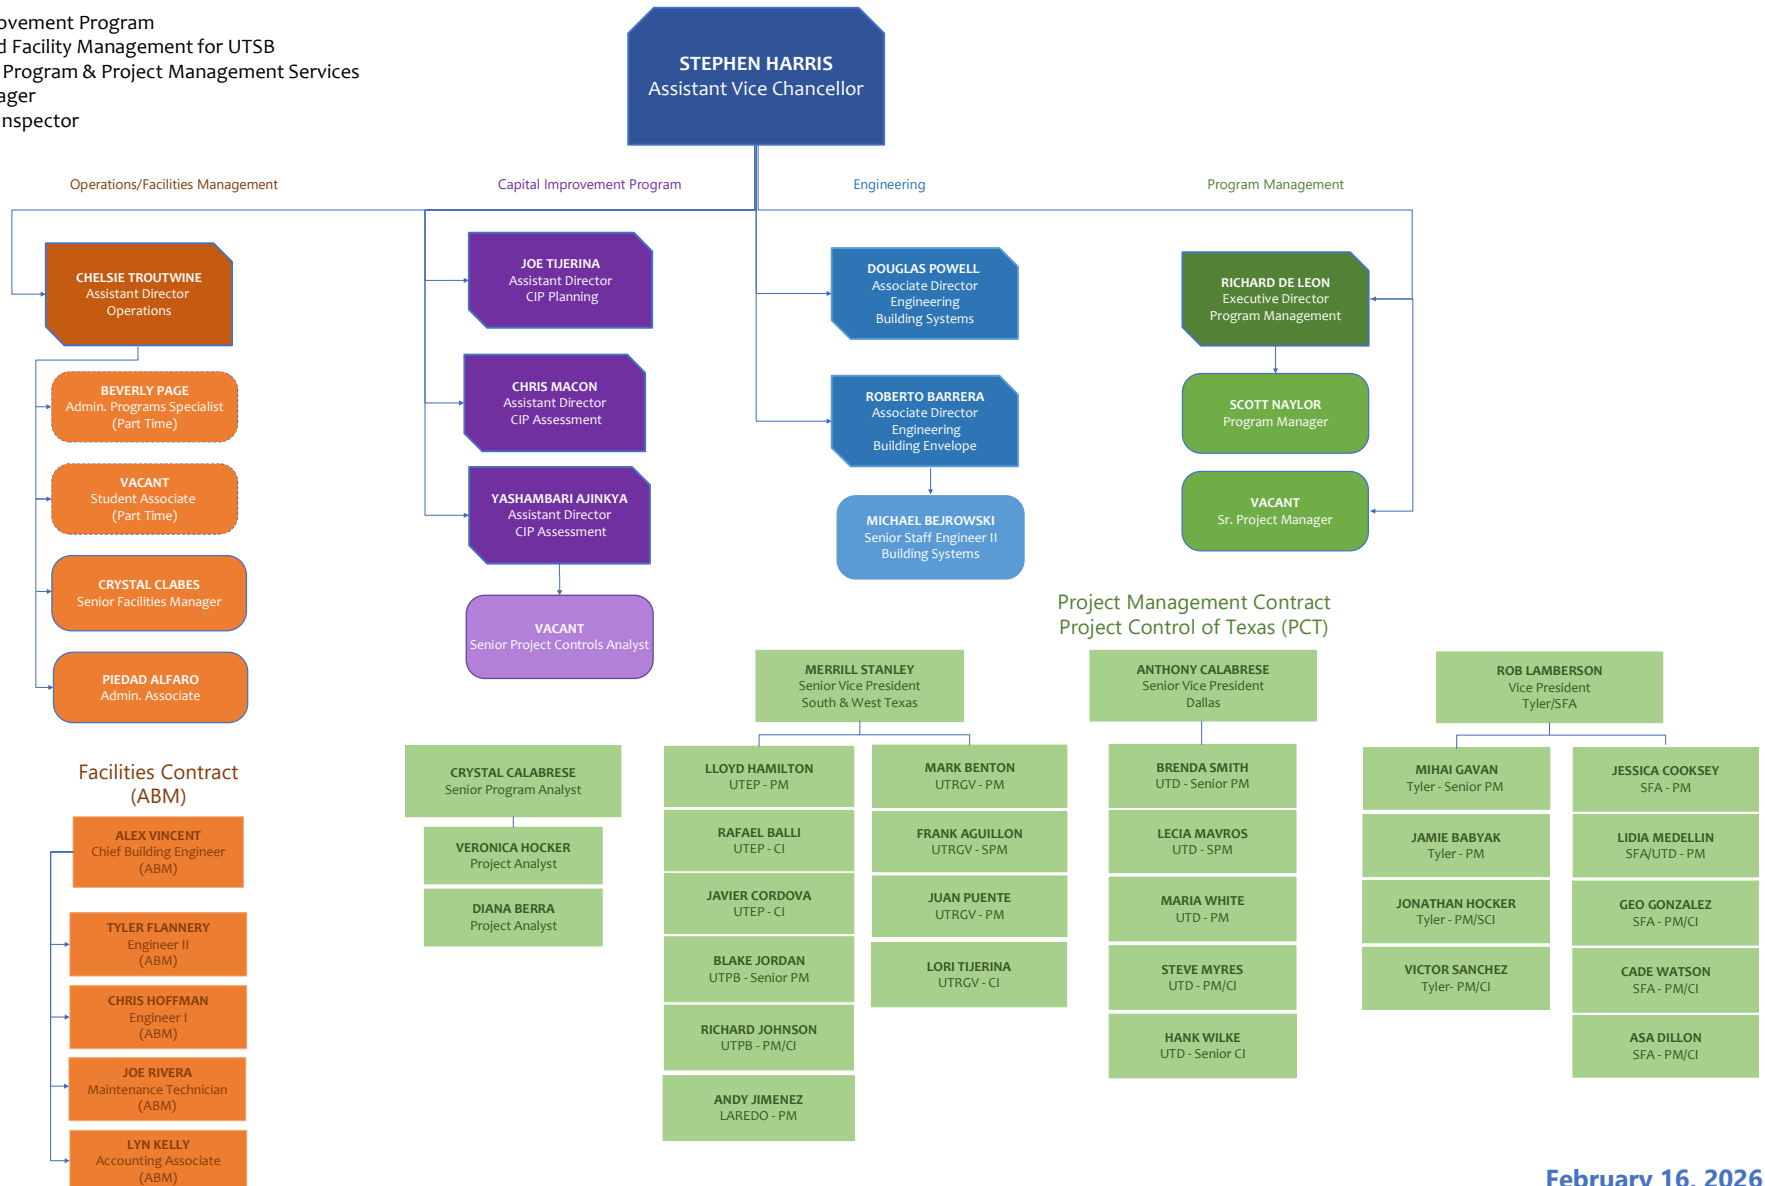 ovement Program
d Facility Management for UTSB
Program & Project Management Services
ager
Inspector
STEPHEN HARRIS
Assistant Vice Chancellor
Operations/Facilities Management
Capital Improvement Program
Engineering
Program Management
CHELSIE TROUTWINE
Assistant Director
Operations
BEVERLY PAGE
Admin. Programs Specialist
(Part Time)
VACANT
Student Associate
(Part Time)
CRYSTAL CLABES
Senior Facilities Manager
PIEDAD ALFARO
Admin. Associate
JOE TIJERINA
Assistant Director
CIP Planning
CHRIS MACON
Assistant Director
CIP Assessment
YASHAMBARI AJINKYA
Assistant Director
CIP Assessment
VACANT
Senior Project Controls Analyst
DOUGLAS POWELL
Associate Director
Engineering
Building Systems
ROBERTO BARRERA
Associate Director
Engineering
Building Envelope
MICHAEL BEJROWSKI
Senior Staff Engineer II
Building Systems
RICHARD DE LEON
Executive Director
Program Management
SCOTT NAYLOR
Program Manager
VACANT
Sr. Project Manager
Facilities Contract
(ABM)
ALEX VINCENT
Chief Building Engineer
(ABM)
TYLER FLANNERY
Engineer II
(ABM)
CHRIS HOFFMAN
Engineer I
(ABM)
JOE RIVERA
Maintenance Technician
(ABM)
LYN KELLY
Accounting Associate
(ABM)
Project Management Contract
Project Control of Texas (PCT)
CRYSTAL CALABRESE
Senior Program Analyst
VERONICA HOCKER
Project Analyst
DIANA BERRA
Project Analyst
MERRILL STANLEY
Senior Vice President
South & West Texas
LLOYD HAMILTON
UTEP - PM
RAFAEL BALLI
UTEP - CI
JAVIER CORDOVA
UTEP - CI
BLAKE JORDAN
UTPB - Senior PM
RICHARD JOHNSON
UTPB - PM/CI
ANDY JIMENEZ
LAREDO - PM
MARK BENTON
UTRGV - PM
FRANK AGUILLON
UTRGV - SPM
JUAN PUENTE
UTRGV - PM
LORI TIJERINA
UTRGV - CI
ANTHONY CALABRESE
Senior Vice President
Dallas
BRENDA SMITH
UTD - Senior PM
LECIA MAVROS
UTD - SPM
MARIA WHITE
UTD - PM
STEVE MYRES
UTD - PM/CI
HANK WILKE
UTD - Senior CI
ROB LAMBERSON
Vice President
Tyler/SFA
MIHAI GAVAN
Tyler - Senior PM
JAMIE BABYAK
Tyler - PM
JONATHAN HOCKER
Tyler - PM/SCI
VICTOR SANCHEZ
Tyler- PM/CI
JESSICA COOKSEY
SFA - PM
LIDIA MEDELLIN
SFA/UTD - PM
GEO GONZALEZ
SFA - PM/CI
CADE WATSON
SFA - PM/CI
ASA DILLON
SFA - PM/CI
February 16, 2026